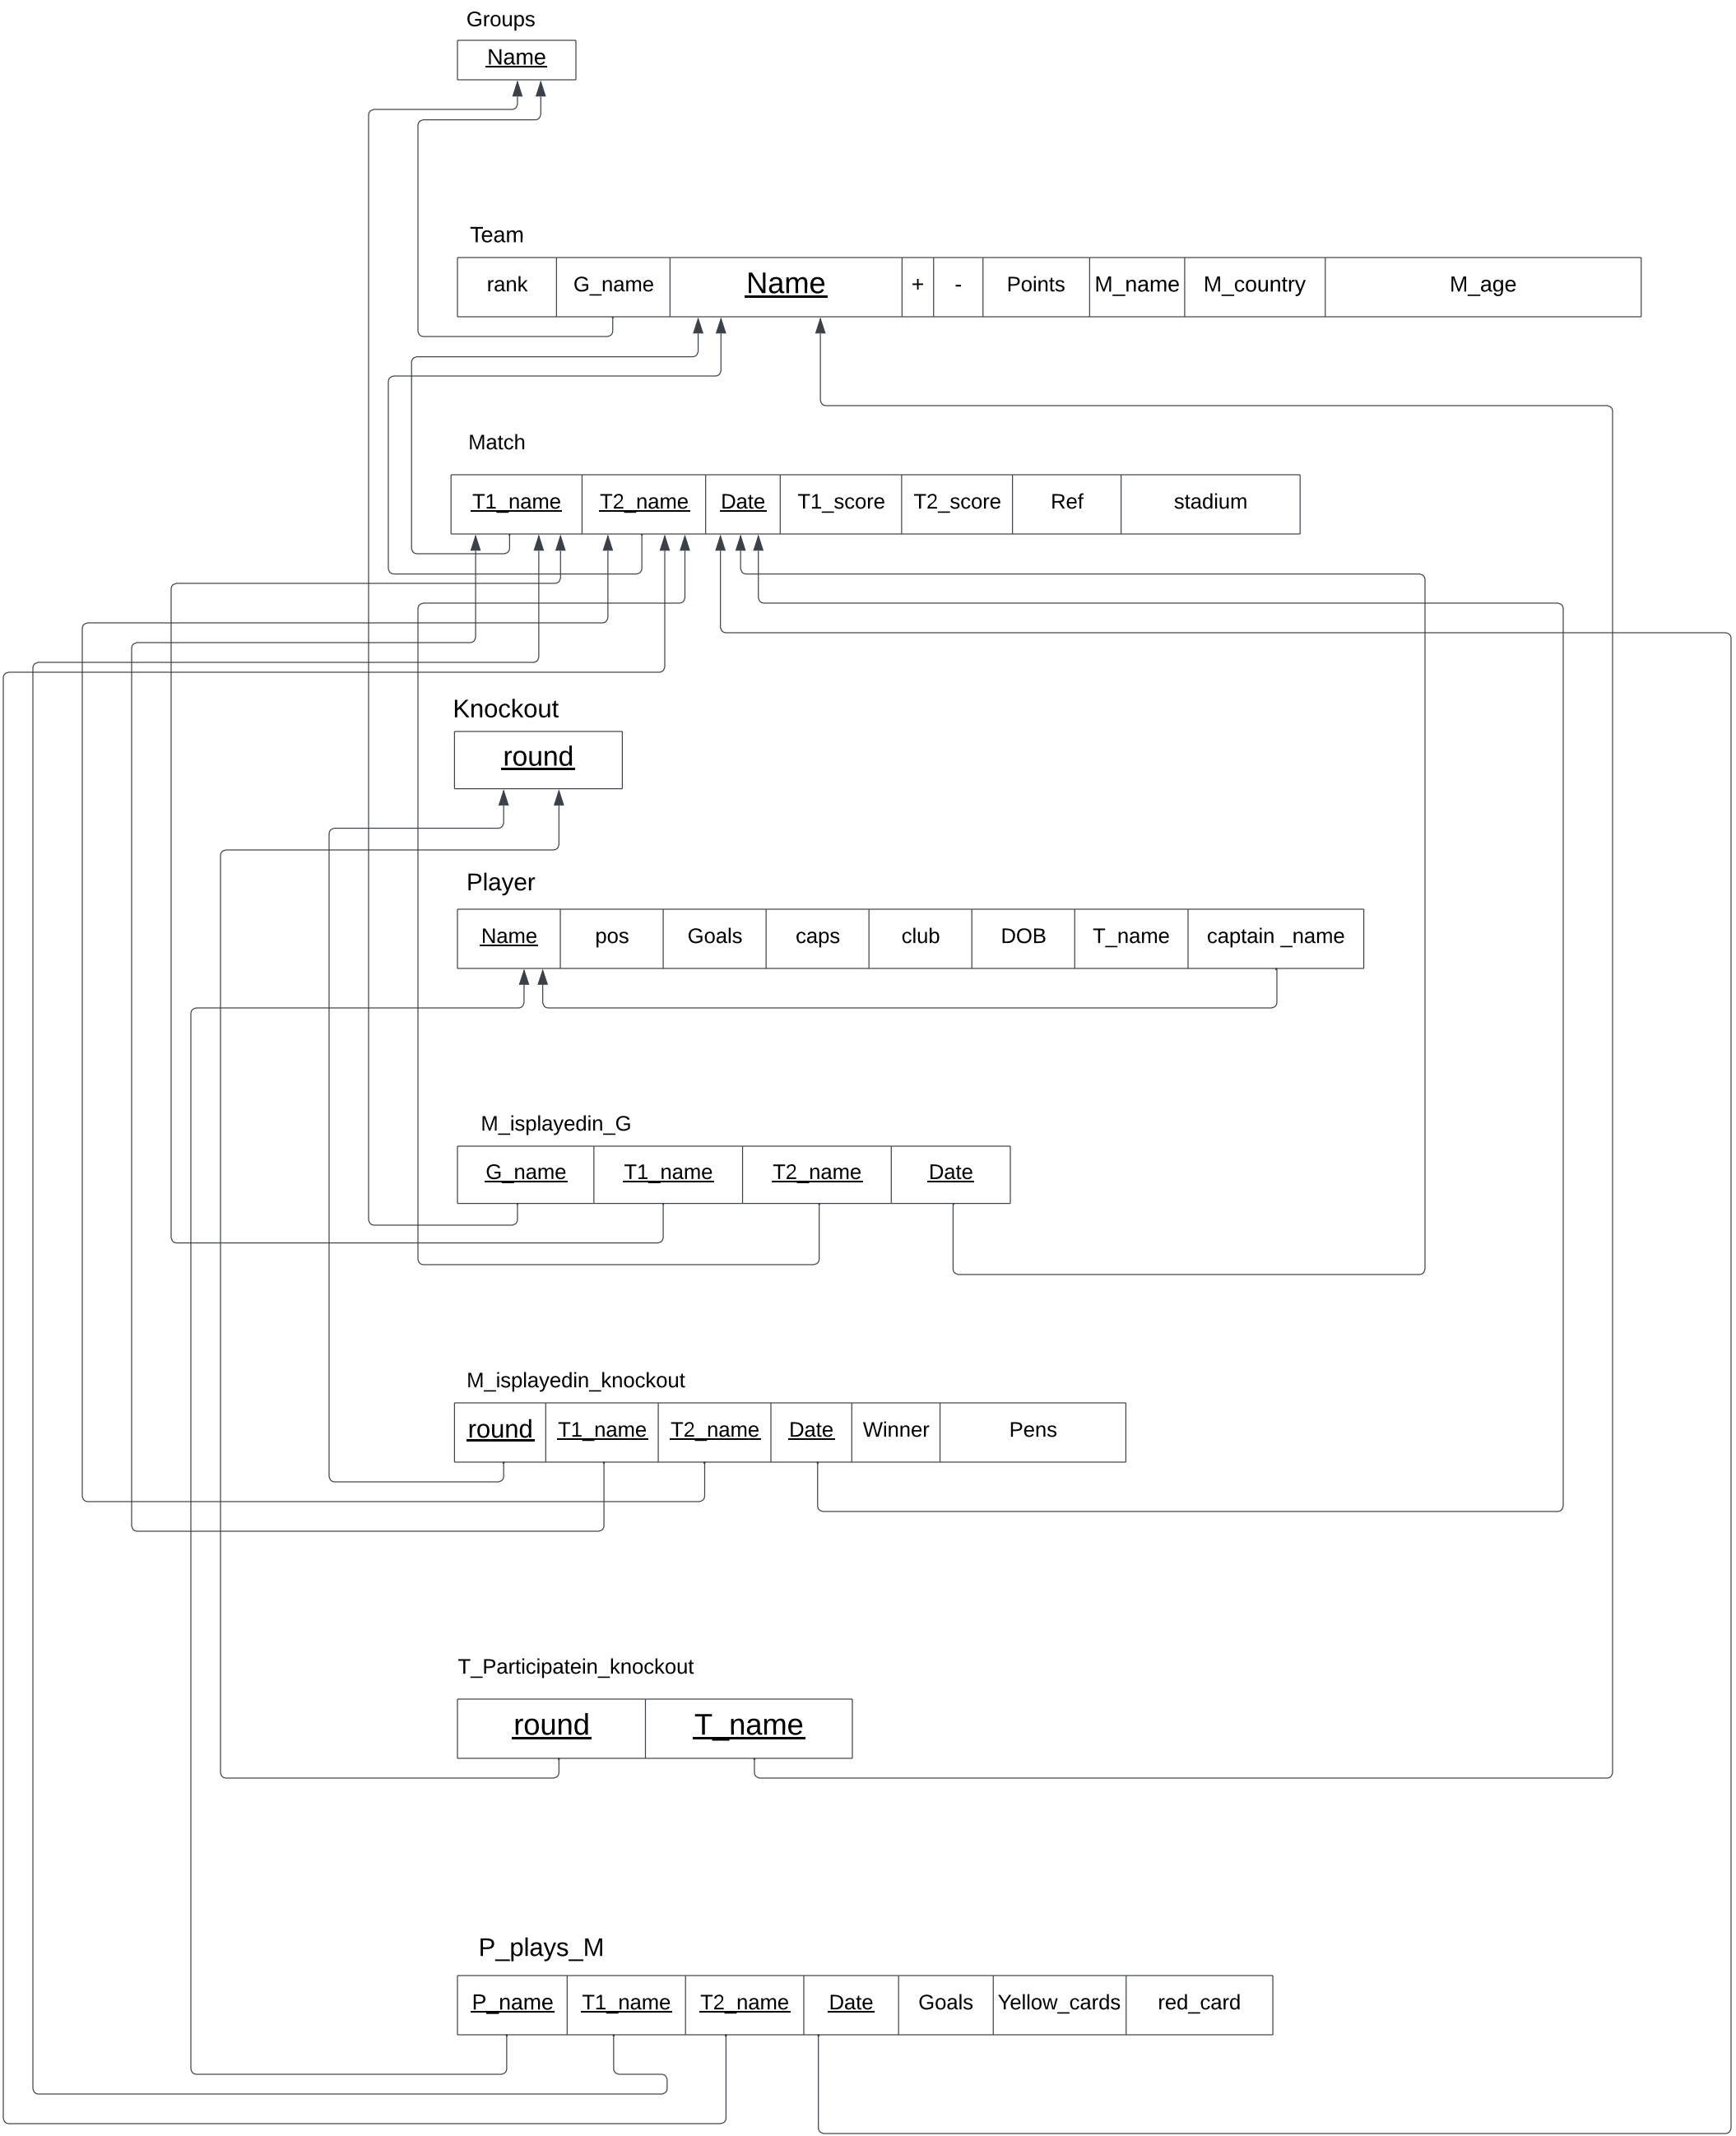 Groups
Name
Team
rank G_name Name + - Points M_name M_country M_age
Match
T1_name T2_name Date T1_score T2_score Ref stadium
Knockout
round
Player
Name pos Goals caps club DOB T_name captain _name
M_isplayedin_G
G_name T1_name T2_name Date
M_isplayedin_knockout
round T1_name T2_name Date Winner Pens
T_Participatein_knockout
round T_name
P_plays_M
P_name T1_name T2_name Date Goals Yellow_cards red_card